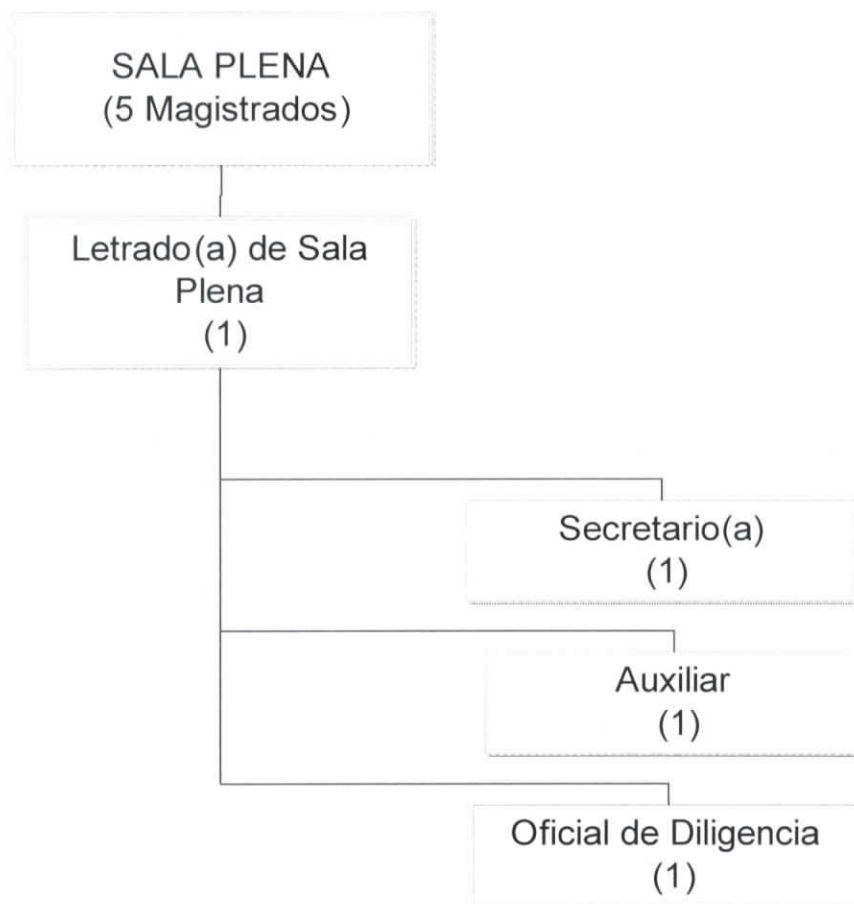 SALA PLENA
(5 Magistrados)
Letrado(a) de Sala
Plena
(1)
Secretario(a)
(1)
Auxiliar
(1)
Oficial de Diligencia
(1)